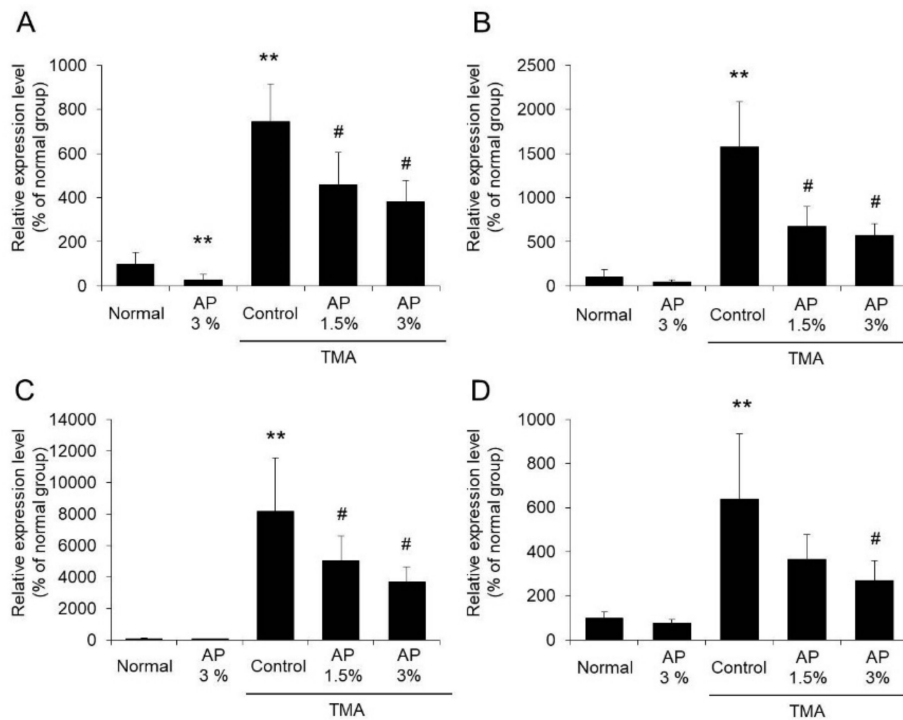 A
Relative expression level
(% of normal group)
1000
800
600
400
200
0
**
**
#
#
Normal
AP
3 %
Control
AP
1.5%
AP
3%
TMA
B
Relative expression level
(% of normal group)
2500
2000
1500
1000
500
0
**
#
#
Normal
AP
3 %
Control
AP
1.5%
AP
3%
TMA
C
Relative expression level
(% of normal group)
14000
12000
10000
8000
6000
4000
2000
0
**
#
#
Normal
AP
3 %
Control
AP
1.5%
AP
3%
TMA
D
Relative expression level
(% of normal group)
1000
800
600
400
200
0
**
#
Normal
AP
3 %
Control
AP
1.5%
AP
3%
TMA